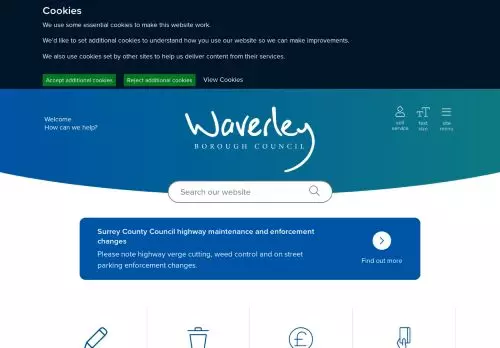 Cookies
We use some essential cookies to make this website work.
We'd like to set additional cookies to understand how you use our website so we can make improvements.
We also use cookies set by other sites to help us deliver content from their services.
Accept additional cookies
Reject additional cookies
View Cookies
Welcome
How can we help?
Waverley
BOROUGH COUNCIL
self service
text size
site menu
Search our website
Surrey County Council highway maintenance and enforcement
changes
Please note highway verge cutting, weed control and on street
parking enforcement changes.
Find out more